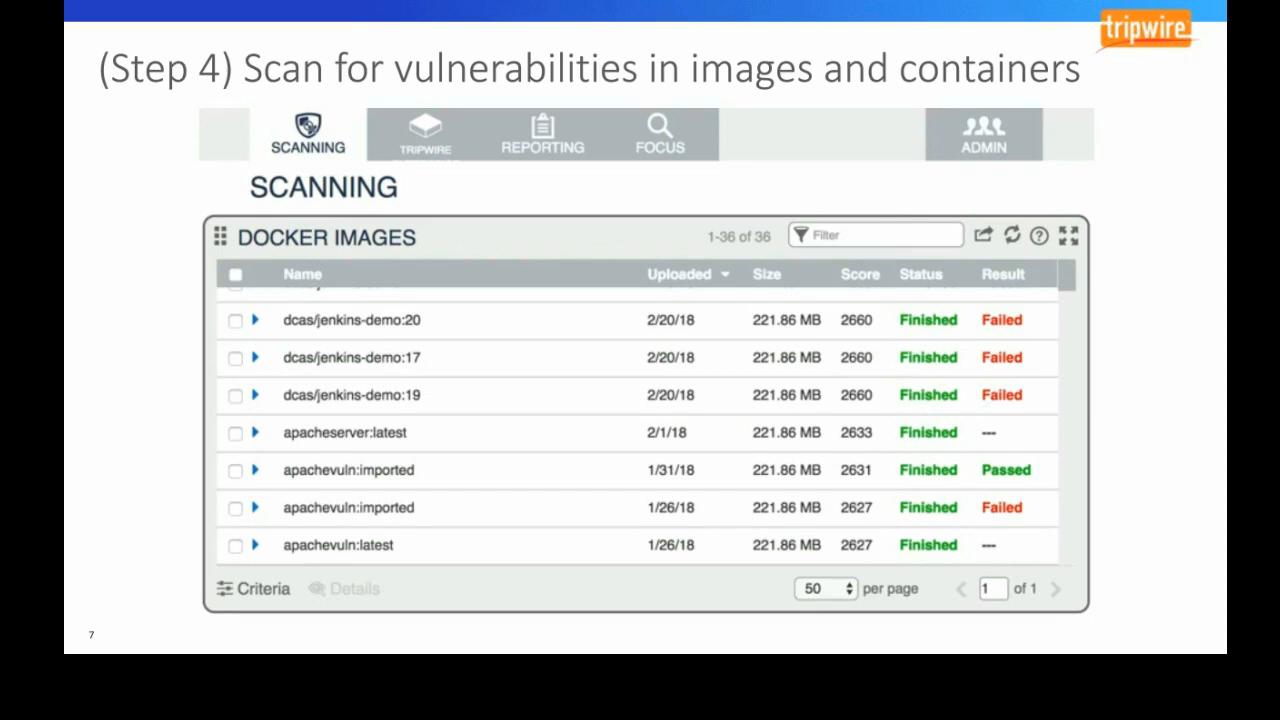 tripwire
(Step 4) Scan for vulnerabilities in images and containers
SCANNING TRIPWIRE REPORTING FOCUS ADMIN
SCANNING
DOCKER IMAGES 1-36 of 36 Filter
Name Uploaded Size Score Status Result
dcas/jenkins-demo:20 2/20/18 221.86 MB 2660 Finished Failed
dcas/jenkins-demo:17 2/20/18 221.86 MB 2660 Finished Failed
dcas/jenkins-demo:19 2/20/18 221.86 MB 2660 Finished Failed
apacheserver:latest 2/1/18 221.86 MB 2633 Finished ---
apachevuln:imported 1/31/18 221.86 MB 2631 Finished Passed
apachevuln:imported 1/26/18 221.86 MB 2627 Finished Failed
apachevuln:latest 1/26/18 221.86 MB 2627 Finished ---
Criteria Details 50 per page 1 of 1
7